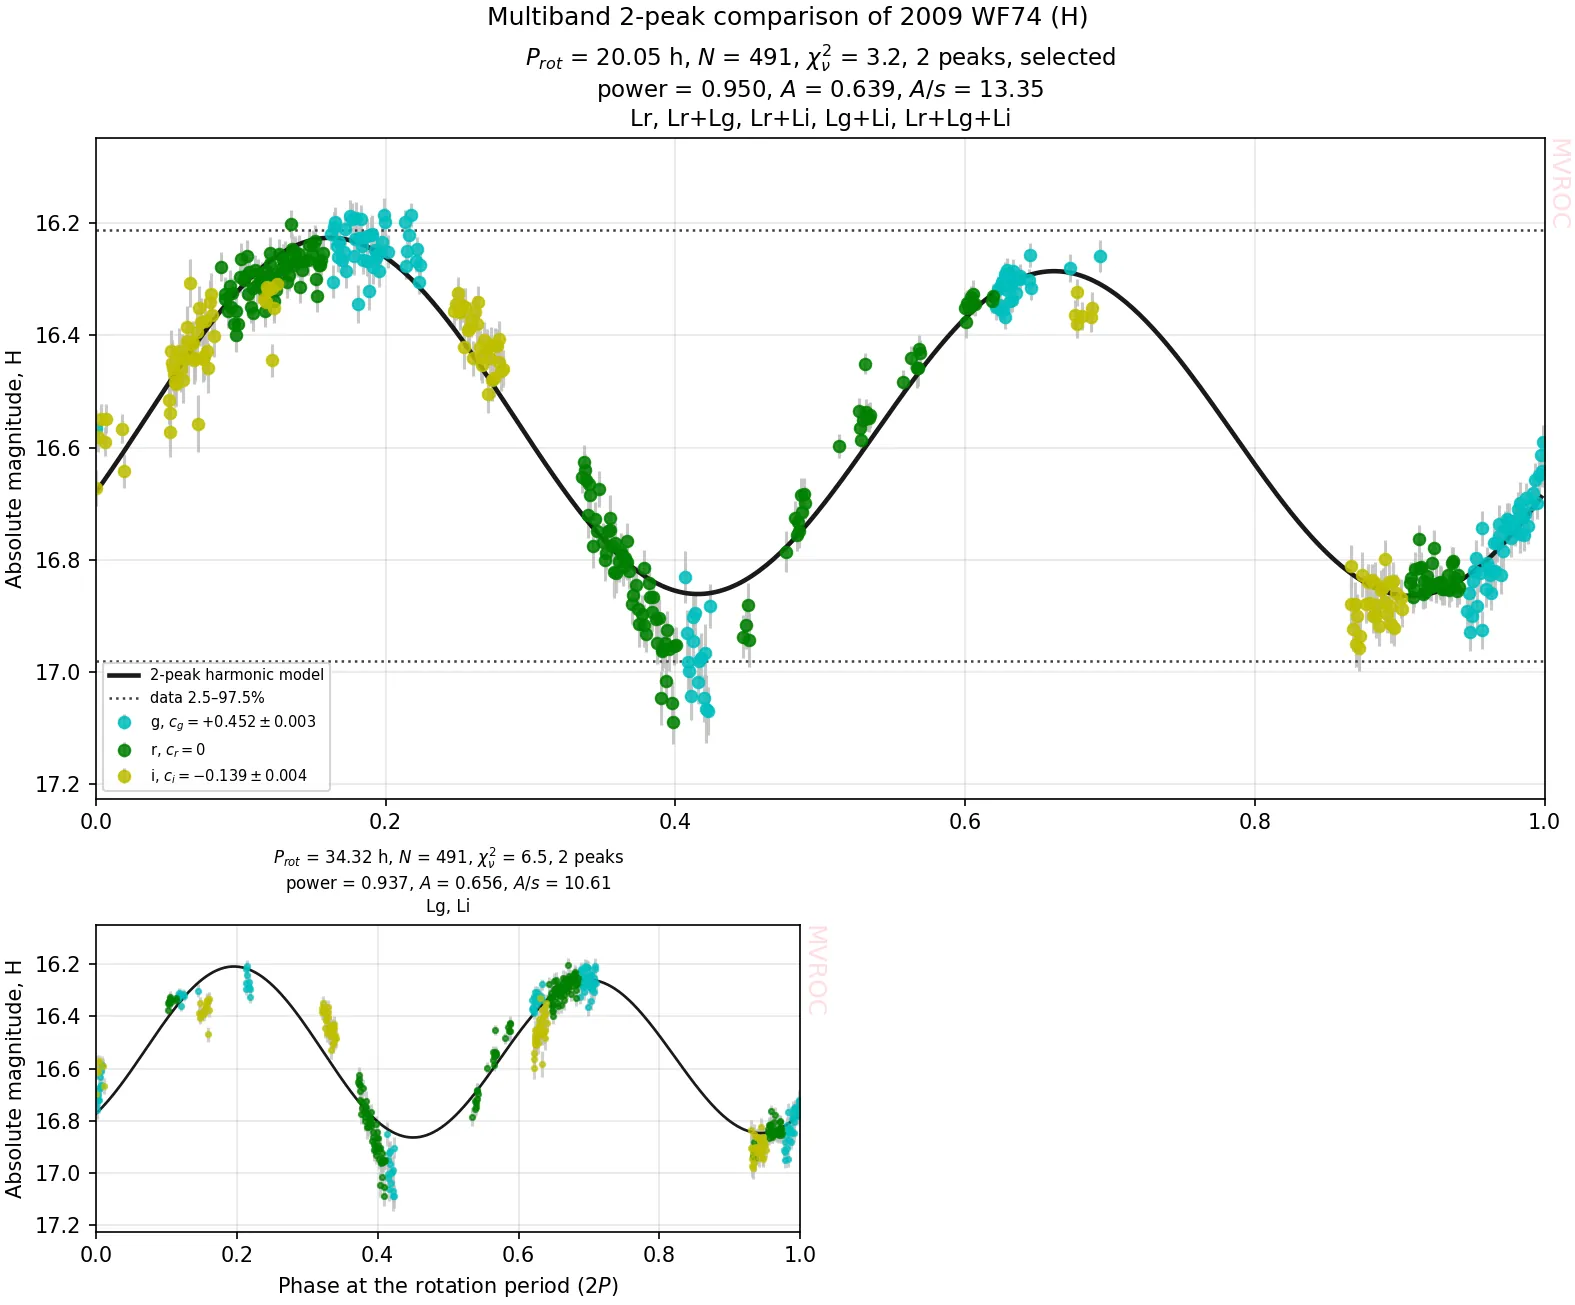 Multiband 2-peak comparison of 2009 WF74 (H)
P_rot = 20.05 h, N = 491, χ²_ν = 3.2, 2 peaks, selected
power = 0.950, A = 0.639, A/s = 13.35
Lr, Lr+Lg, Lr+Li, Lg+Li, Lr+Lg+Li
MVROC
Absolute magnitude, H
16.2
16.4
16.6
16.8
17.0
17.2
2-peak harmonic model
data 2.5–97.5%
g, c_g = +0.452 ± 0.003
r, c_r = 0
i, c_i = −0.139 ± 0.004
0.0 0.2 0.4 0.6 0.8 1.0
P_rot = 34.32 h, N = 491, χ²_ν = 6.5, 2 peaks
power = 0.937, A = 0.656, A/s = 10.61
Lg, Li
MVROC
Absolute magnitude, H
16.2
16.4
16.6
16.8
17.0
17.2
0.0 0.2 0.4 0.6 0.8 1.0
Phase at the rotation period (2P)